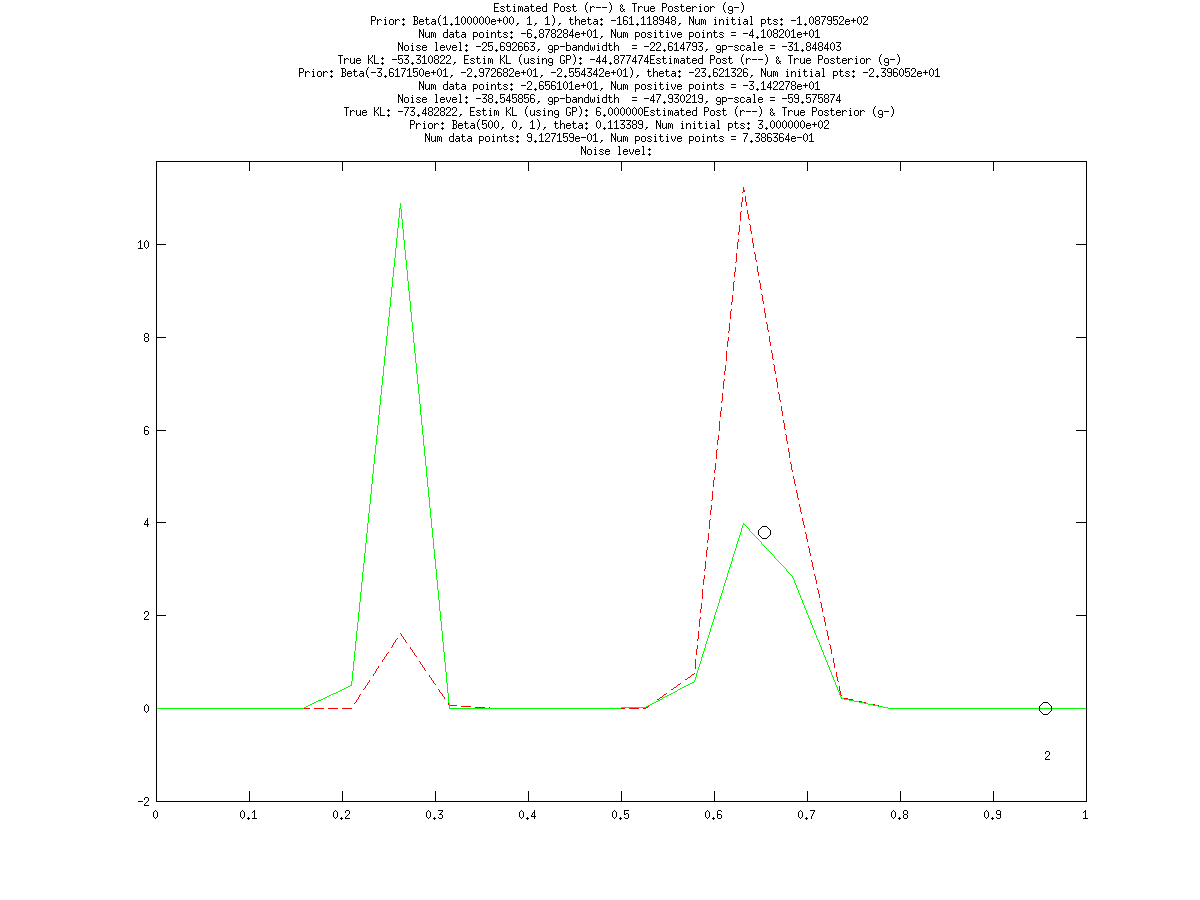 Estimated Post (r--) & True Posterior (g-)
Prior: Beta(1.100000e+00, 1, 1), theta: -161.118948, Num initial pts: -1.087952e+02
Num data points: -6.878284e+01, Num positive points = -4.108201e+01
Noise level: -25.692663, gp-bandwidth  = -22.614793, gp-scale = -31.848403
True KL: -53.310822, Estim KL (using GP): -44.877474Estimated Post (r--) & True Posterior (g-)
Prior: Beta(-3.617150e+01, -2.972682e+01, -2.554342e+01), theta: -23.621326, Num initial pts: -2.396052e+01
Num data points: -2.656101e+01, Num positive points = -3.142278e+01
Noise level: -38.545856, gp-bandwidth  = -47.930219, gp-scale = -59.575874
True KL: -73.482822, Estim KL (using GP): 6.000000Estimated Post (r--) & True Posterior (g-)
Prior: Beta(500, 0, 1), theta: 0.113389, Num initial pts: 3.000000e+02
Num data points: 9.127159e-01, Num positive points = 7.386364e-01
Noise level:
10
8
6
4
2
0
2
-2
0 0.1 0.2 0.3 0.4 0.5 0.6 0.7 0.8 0.9 1